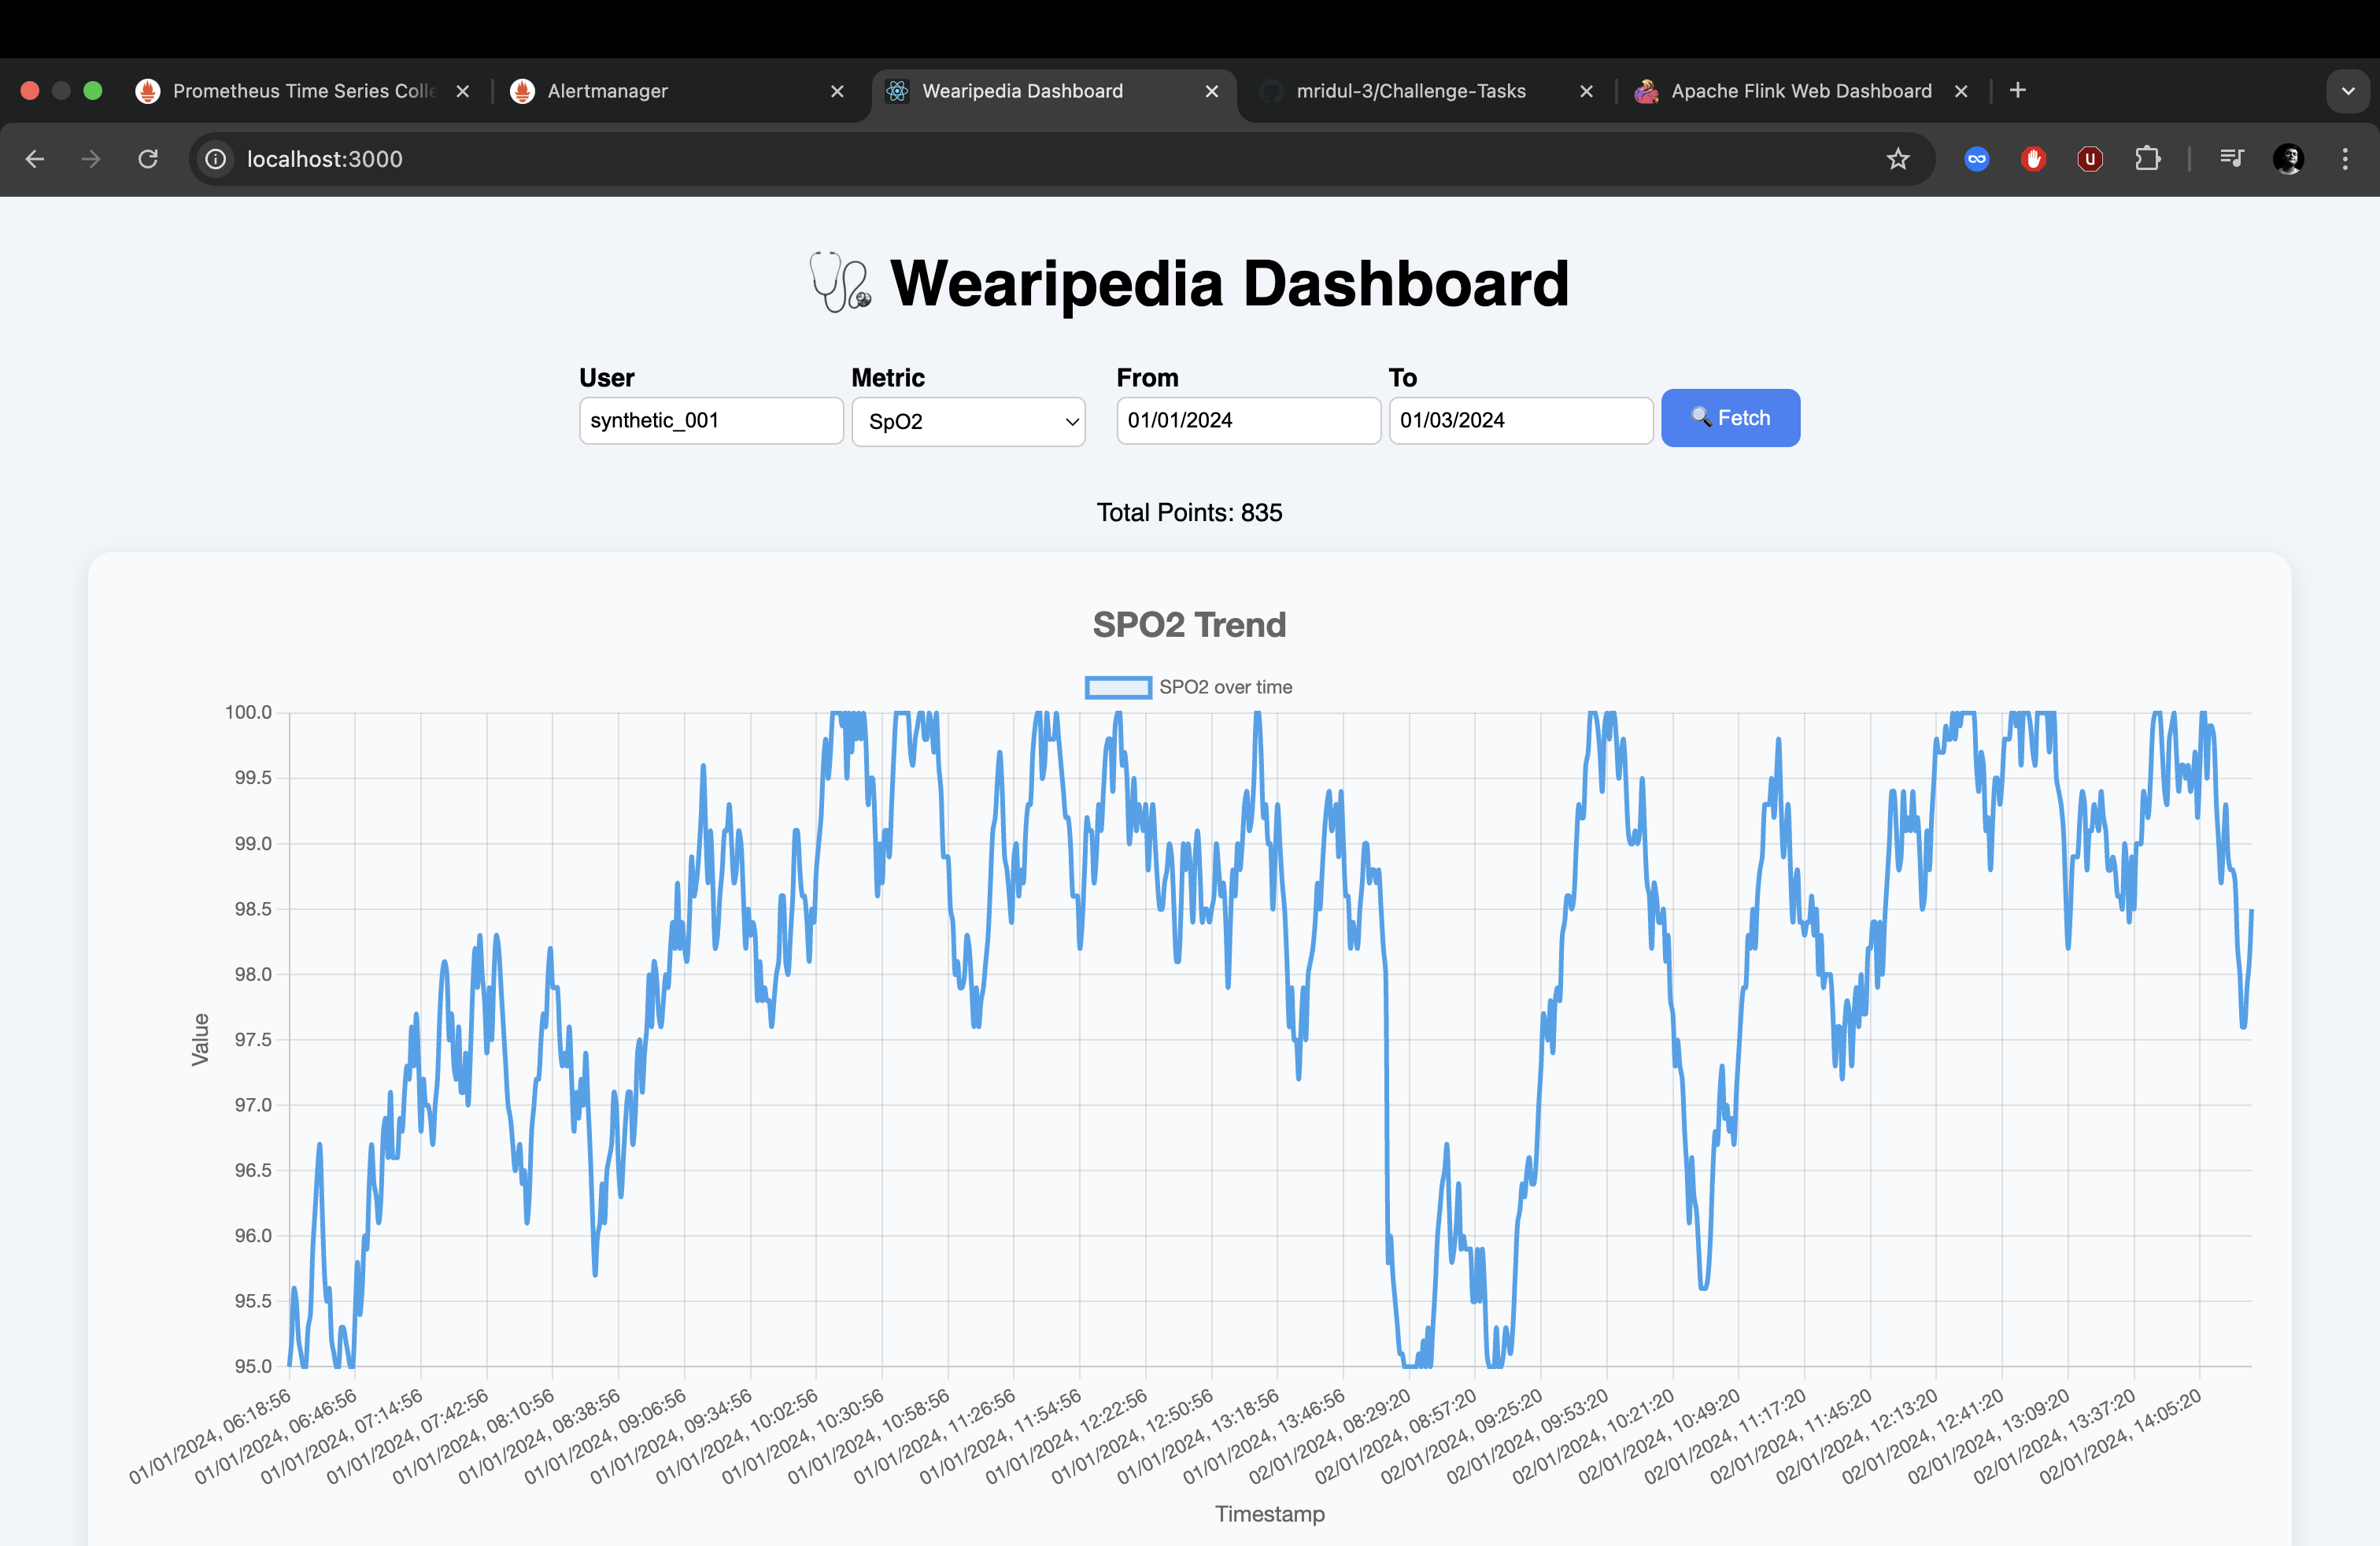 Prometheus Time Series Colle
Alertmanager
Wearipedia Dashboard
mridul-3/Challenge-Tasks
Apache Flink Web Dashboard
localhost:3000
Wearipedia Dashboard
User Metric From To
synthetic_001 SpO2 01/01/2024 01/03/2024 Fetch
Total Points: 835
SPO2 Trend
SPO2 over time
Value
100.0
99.5
99.0
98.5
98.0
97.5
97.0
96.5
96.0
95.5
95.0
01/01/2024, 06:18:56
01/01/2024, 06:46:56
01/01/2024, 07:14:56
01/01/2024, 07:42:56
01/01/2024, 08:10:56
01/01/2024, 08:38:56
01/01/2024, 09:06:56
01/01/2024, 09:34:56
01/01/2024, 10:02:56
01/01/2024, 10:30:56
01/01/2024, 10:58:56
01/01/2024, 11:26:56
01/01/2024, 11:54:56
01/01/2024, 12:22:56
01/01/2024, 12:50:56
01/01/2024, 13:18:56
01/01/2024, 13:46:56
02/01/2024, 08:29:20
02/01/2024, 08:57:20
02/01/2024, 09:25:20
02/01/2024, 09:53:20
02/01/2024, 10:21:20
02/01/2024, 10:49:20
02/01/2024, 11:17:20
02/01/2024, 11:45:20
02/01/2024, 12:13:20
02/01/2024, 12:41:20
02/01/2024, 13:09:20
02/01/2024, 13:37:20
02/01/2024, 14:05:20
Timestamp